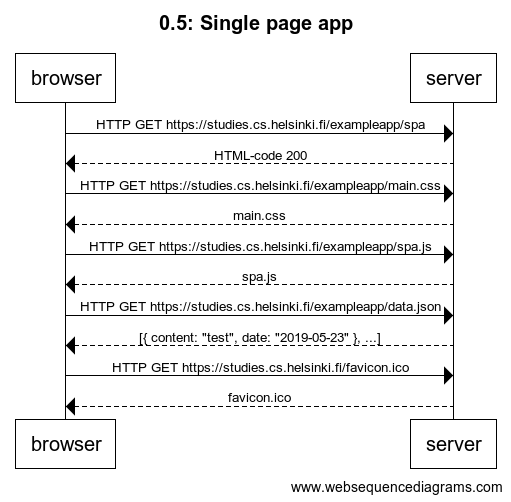 0.5: Single page app
browser server
HTTP GET https://studies.cs.helsinki.fi/exampleapp/spa
HTML-code 200
HTTP GET https://studies.cs.helsinki.fi/exampleapp/main.css
main.css
HTTP GET https://studies.cs.helsinki.fi/exampleapp/spa.js
spa.js
HTTP GET https://studies.cs.helsinki.fi/exampleapp/data.json
[{ content: "test", date: "2019-05-23" }, ...]
HTTP GET https://studies.cs.helsinki.fi/favicon.ico
favicon.ico
browser server
www.websequencediagrams.com